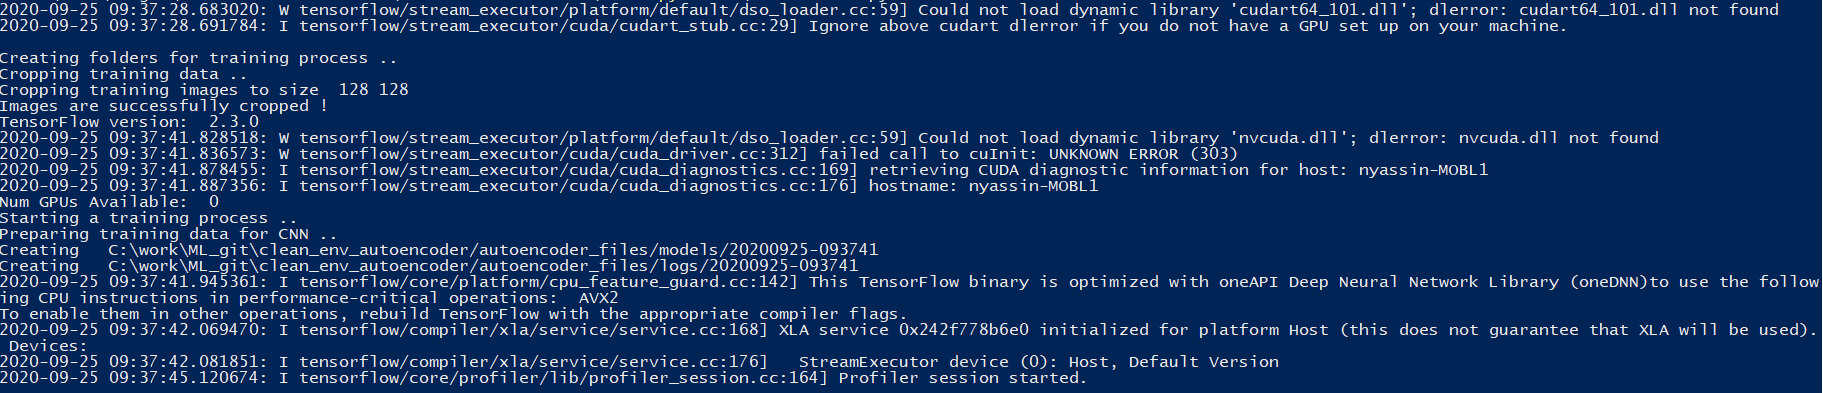 2020-09-25 09:37:28.683020: W tensorflow/stream_executor/platform/default/dso_loader.cc:59] Could not load dynamic library 'cudart64_101.dll'; dlerror: cudart64_101.dll not found
2020-09-25 09:37:28.691784: I tensorflow/stream_executor/cuda/cudart_stub.cc:29] Ignore above cudart dlerror if you do not have a GPU set up on your machine.
Creating folders for training process ..
Cropping training data ..
Cropping training images to size  128 128
Images are successfully cropped !
TensorFlow version:  2.3.0
2020-09-25 09:37:41.828518: W tensorflow/stream_executor/platform/default/dso_loader.cc:59] Could not load dynamic library 'nvcuda.dll'; dlerror: nvcuda.dll not found
2020-09-25 09:37:41.836573: W tensorflow/stream_executor/cuda/cuda_driver.cc:312] failed call to cuInit: UNKNOWN ERROR (303)
2020-09-25 09:37:41.878455: I tensorflow/stream_executor/cuda/cuda_diagnostics.cc:169] retrieving CUDA diagnostic information for host: nyassin-MOBL1
2020-09-25 09:37:41.887356: I tensorflow/stream_executor/cuda/cuda_diagnostics.cc:176] hostname: nyassin-MOBL1
Num GPUs Available:  0
Starting a training process ..
Preparing training data for CNN ..
Creating   C:\work\ML_git\clean_env_autoencoder/autoencoder_files/models/20200925-093741
Creating   C:\work\ML_git\clean_env_autoencoder/autoencoder_files/logs/20200925-093741
2020-09-25 09:37:41.945361: I tensorflow/core/platform/cpu_feature_guard.cc:142] This TensorFlow binary is optimized with oneAPI Deep Neural Network Library (oneDNN)to use the follow
ing CPU instructions in performance-critical operations:  AVX2
To enable them in other operations, rebuild TensorFlow with the appropriate compiler flags.
2020-09-25 09:37:42.069470: I tensorflow/compiler/xla/service/service.cc:168] XLA service 0x242f778b6e0 initialized for platform Host (this does not guarantee that XLA will be used).
 Devices:
2020-09-25 09:37:42.081851: I tensorflow/compiler/xla/service/service.cc:176]   StreamExecutor device (0): Host, Default Version
2020-09-25 09:37:45.120674: I tensorflow/core/profiler/lib/profiler_session.cc:164] Profiler session started.